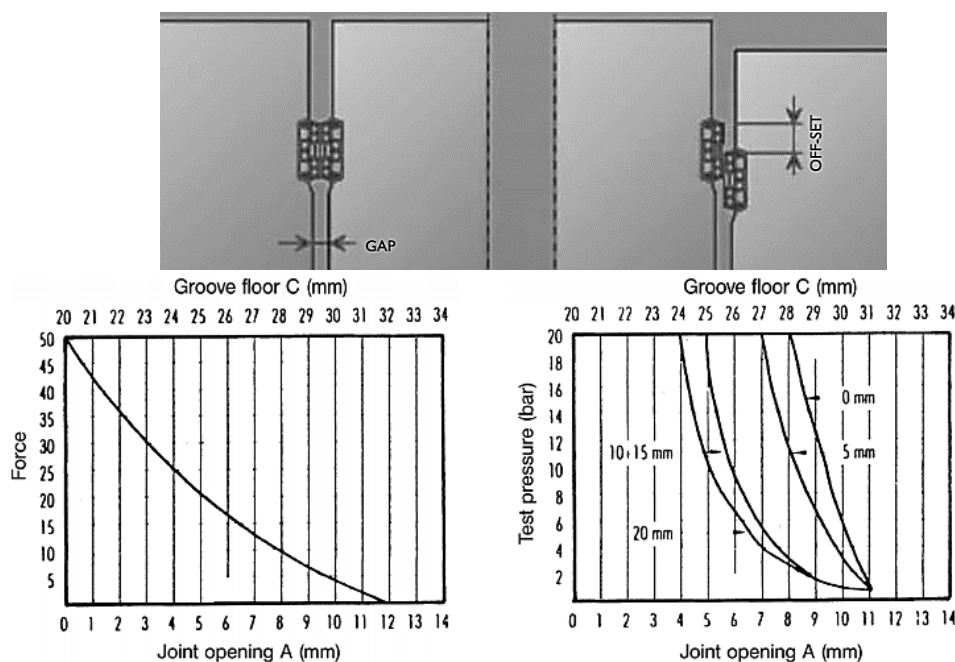 OFF-SET
GAP
Groove floor C (mm)
20 21 22 23 24 25 26 27 28 29 30 31 32 33 34
50
45
40
35
30
25
20
15
10
5
Force
0 1 2 3 4 5 6 7 8 9 10 11 12 13 14
Joint opening A (mm)
Groove floor C (mm)
20 21 22 23 24 25 26 27 28 29 30 31 32 33 34
20
18
16
14
12
10
8
6
4
2
Test pressure (bar)
0 mm
10+15 mm
5 mm
20 mm
0 1 2 3 4 5 6 7 8 9 10 11 12 13 14
Joint opening A (mm)